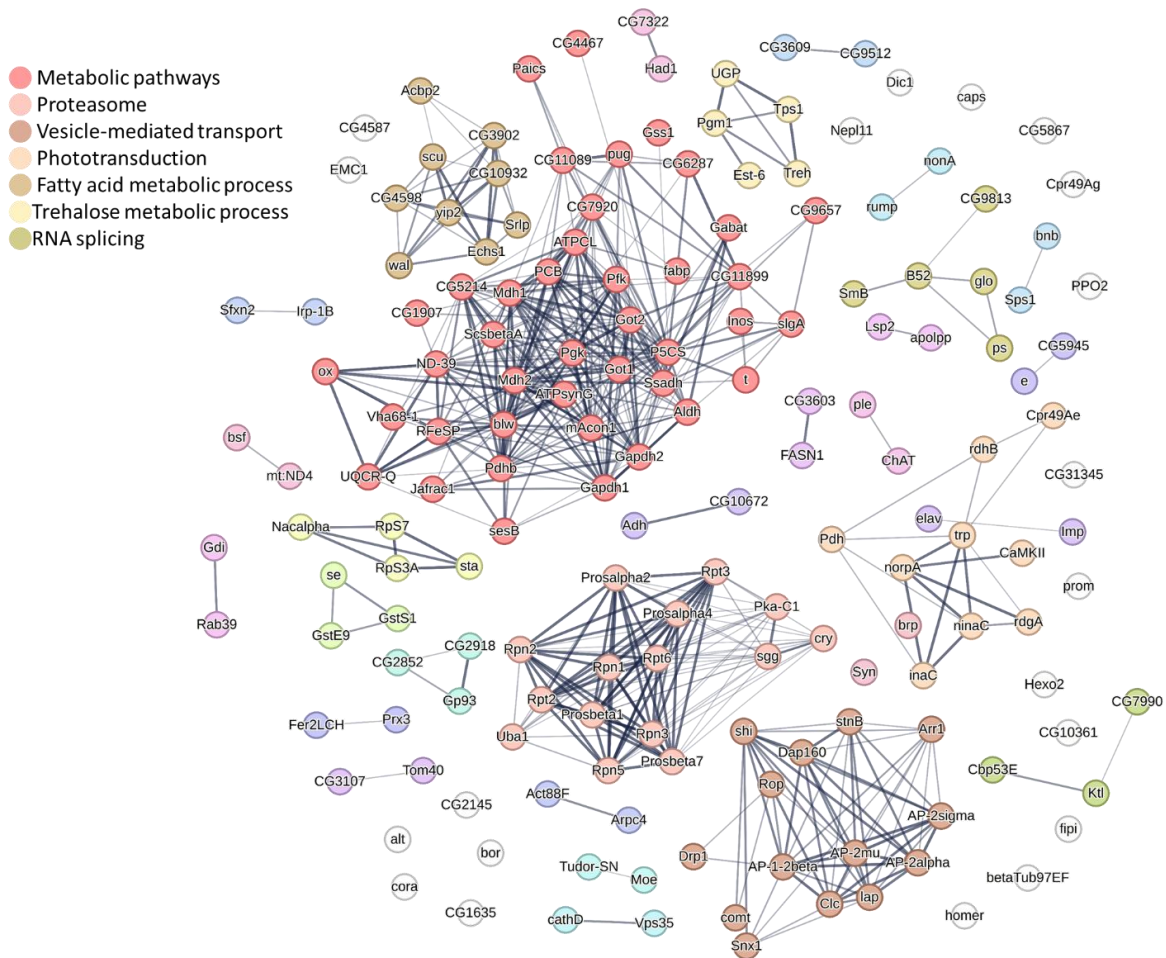 Metabolic pathways
Proteasome
Vesicle-mediated transport
Phototransduction
Fatty acid metabolic process
Trehalose metabolic process
RNA splicing
CG7322
CG4467
Had1
Paics
CG3609
CG9512
Dic1
caps
UGP
Tps1
Pgm1
Est-6
Treh
Nepl11
CG5867
Acbp2
CG4587
EMC1
CG3902
scu
CG10932
CG4598
yip2
Srlp
Echs1
wal
Gss1
pug
CG11089
CG6287
CG7920
Gabat
CG9657
ATPCL
PCB
Pfk
fabp
CG11899
CG5214
Mdh1
CG1907
ScsbetaA
Got2
Inos
slgA
Pgk
P5CS
ND-39
Got1
Mdh2
Ssadh
ATPsynG
t
ox
Vha68-1
RFeSP
blw
mAcon1
Aldh
Pdhb
Gapdh2
UQCR-Q
Jafrac1
Gapdh1
sesB
nonA
rump
CG9813
Cpr49Ag
bnb
B52
glo
SmB
Sps1
PPO2
Lsp2
apolpp
ps
CG5945
e
Sfxn2
Irp-1B
CG3603
FASN1
ple
ChAT
bsf
mt:ND4
Cpr49Ae
rdhB
CG31345
CG10672
Adh
elav
Imp
Pdh
trp
CaMKII
norpA
prom
brp
ninaC
rdgA
inaC
Nacalpha
RpS7
RpS3A
sta
Gdi
Rab39
se
GstS1
GstE9
Prosalpha2
Rpt3
Prosalpha4
Pka-C1
cry
sgg
Rpn2
Rpn1
Rpt6
Rpt2
Prosbeta1
Rpn3
Uba1
Rpn5
Prosbeta7
Syn
CG2918
CG2852
Gp93
Fer2LCH
Prx3
Hexo2
CG10361
CG7990
Cbp53E
Ktl
fipi
shi
stnB
Arr1
Dap160
Rop
AP-2sigma
Drp1
AP-1-2beta
AP-2mu
AP-2alpha
Clc
lap
comt
Snx1
CG3107
Tom40
CG2145
Act88F
Arpc4
alt
bor
cora
CG1635
Tudor-SN
Moe
cathD
Vps35
betaTub97EF
homer